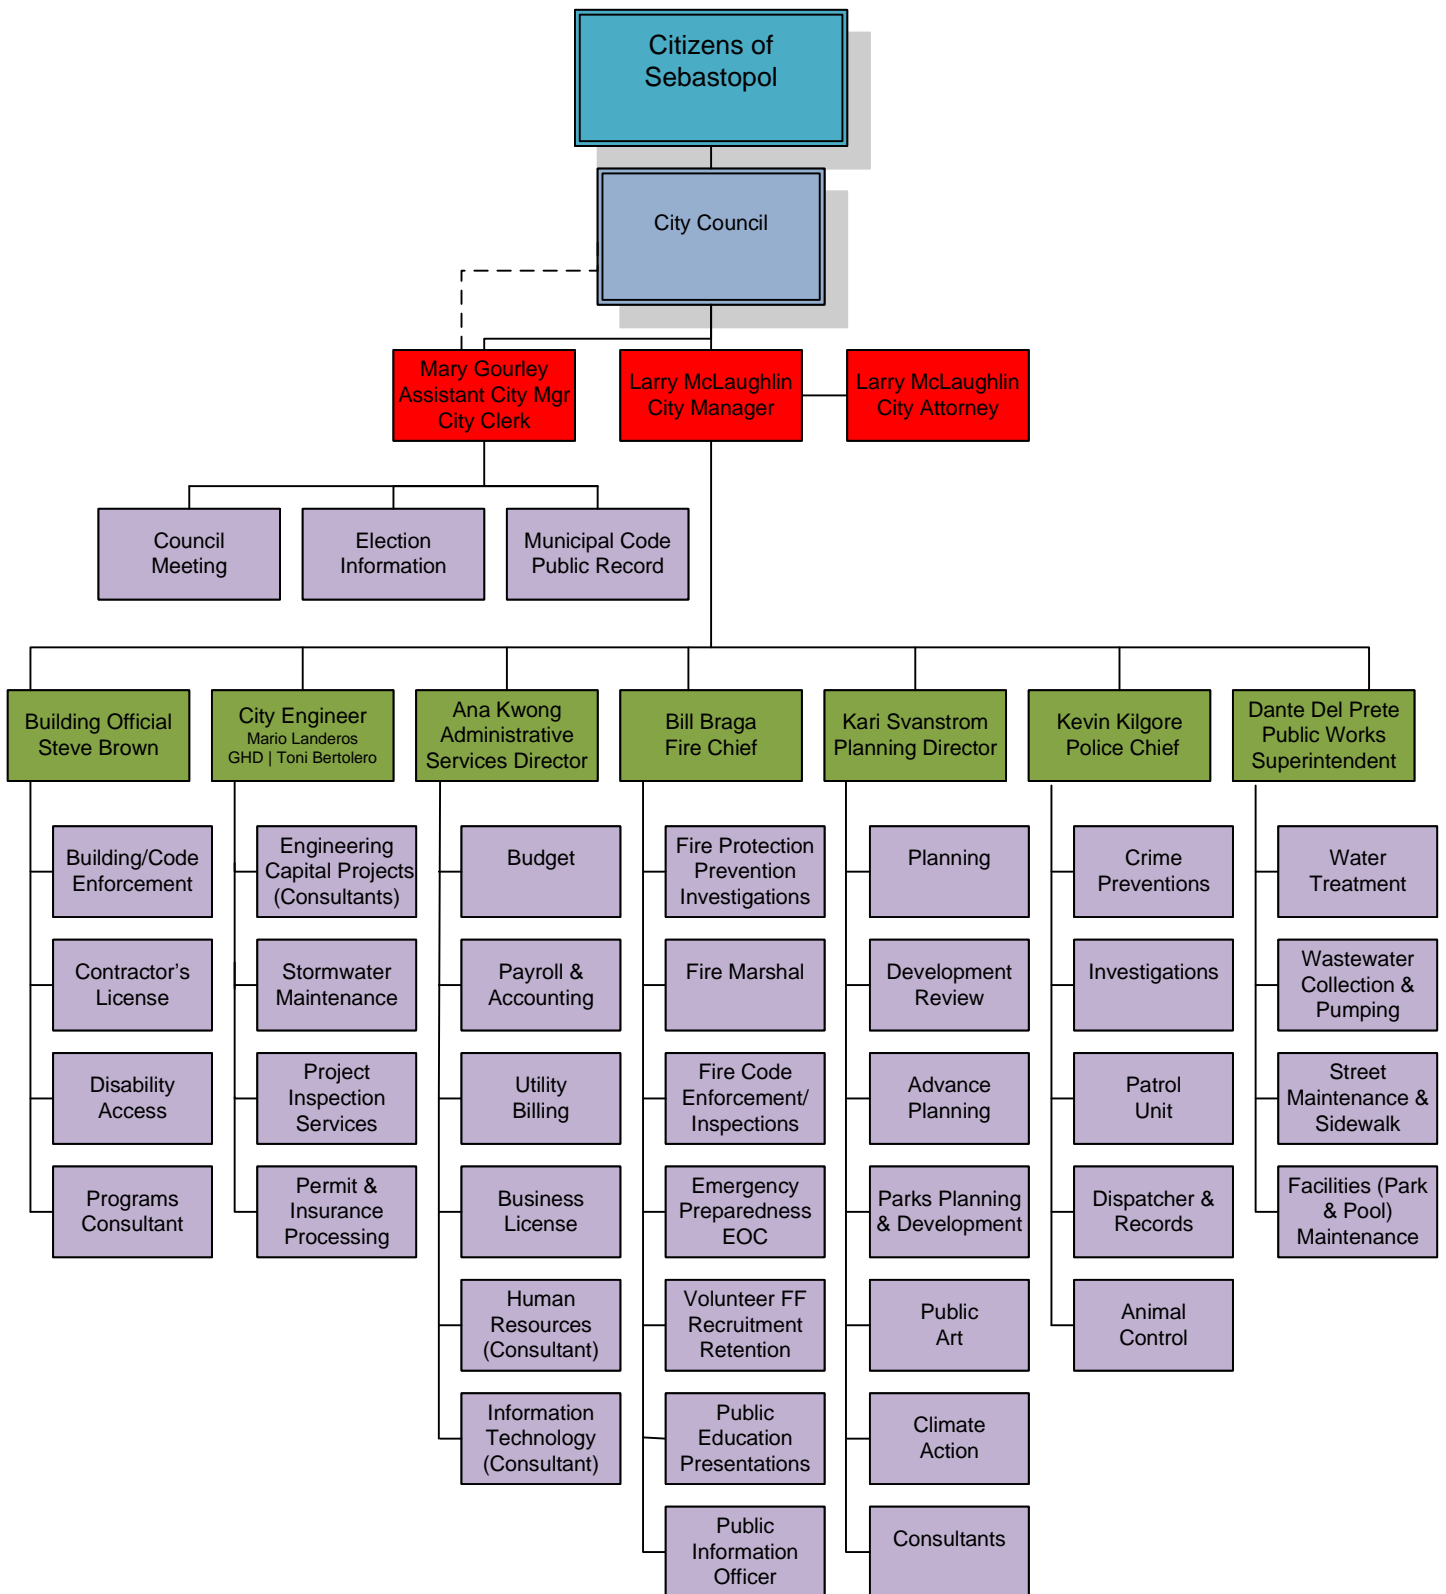 Citizens of
Sebastopol
City Council
Mary Gourley
Assistant City Mgr
City Clerk
Larry McLaughlin
City Manager
Larry McLaughlin
City Attorney
Council
Meeting
Election
Information
Municipal Code
Public Record
Building Official
Steve Brown
City Engineer
Mario Landeros
GHD | Toni Bertolero
Ana Kwong
Administrative
Services Director
Bill Braga
Fire Chief
Kari Svanstrom
Planning Director
Kevin Kilgore
Police Chief
Dante Del Prete
Public Works
Superintendent
Building/Code
Enforcement
Contractor's
License
Disability
Access
Programs
Consultant
Engineering
Capital Projects
(Consultants)
Stormwater
Maintenance
Project
Inspection
Services
Permit &
Insurance
Processing
Budget
Payroll &
Accounting
Utility
Billing
Business
License
Human
Resources
(Consultant)
Information
Technology
(Consultant)
Fire Protection
Prevention
Investigations
Fire Marshal
Fire Code
Enforcement/
Inspections
Emergency
Preparedness
EOC
Volunteer FF
Recruitment
Retention
Public
Education
Presentations
Public
Information
Officer
Planning
Development
Review
Advance
Planning
Parks Planning
& Development
Public
Art
Climate
Action
Consultants
Crime
Preventions
Investigations
Patrol
Unit
Dispatcher &
Records
Animal
Control
Water
Treatment
Wastewater
Collection &
Pumping
Street
Maintenance &
Sidewalk
Facilities (Park
& Pool)
Maintenance